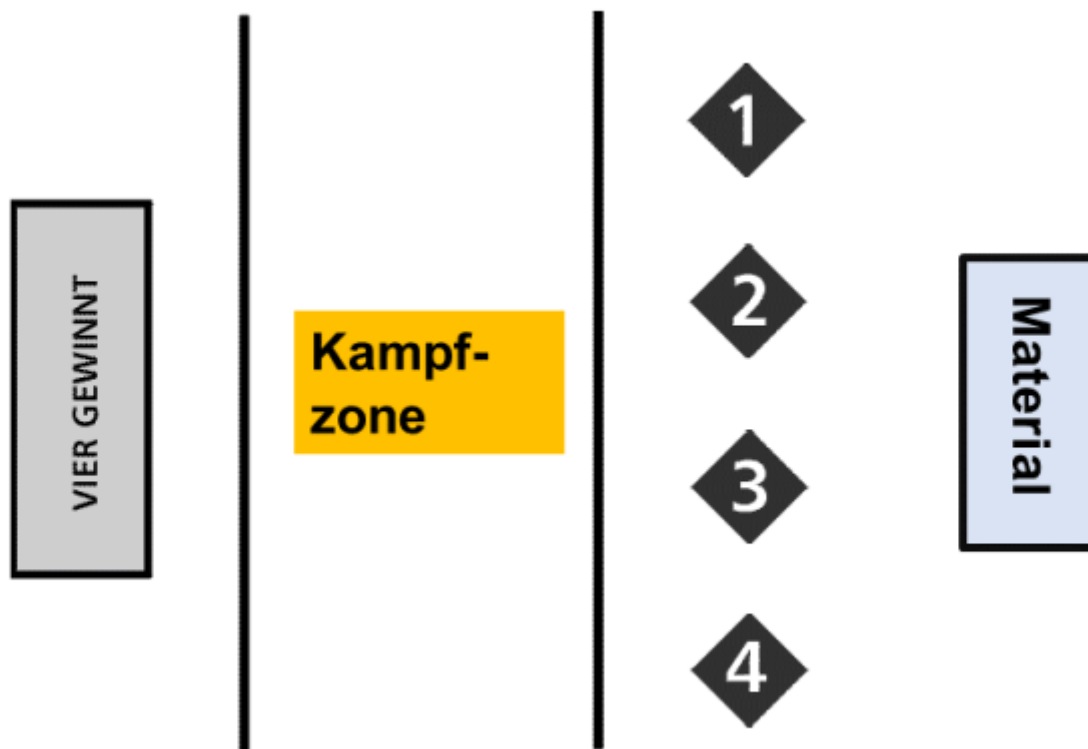 VIER GEWINNT
Kampf-
zone
1
2
3
4
Material